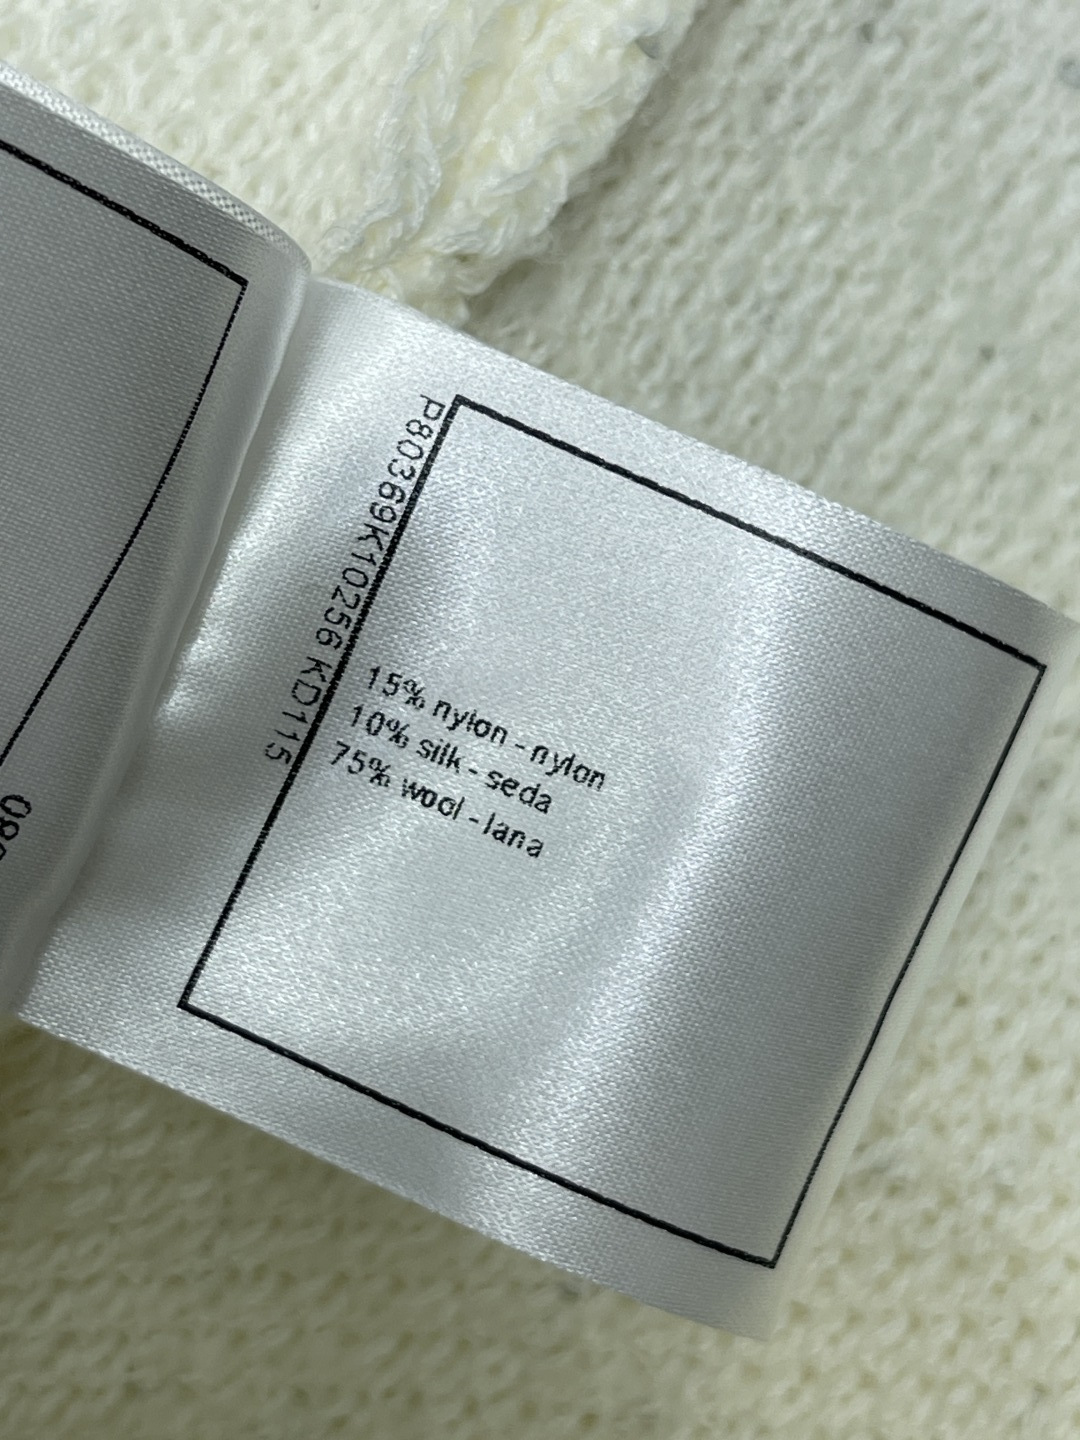 P80369K10256 KD115
15% nylon - nylon
10% silk - seda
75% wool - lana